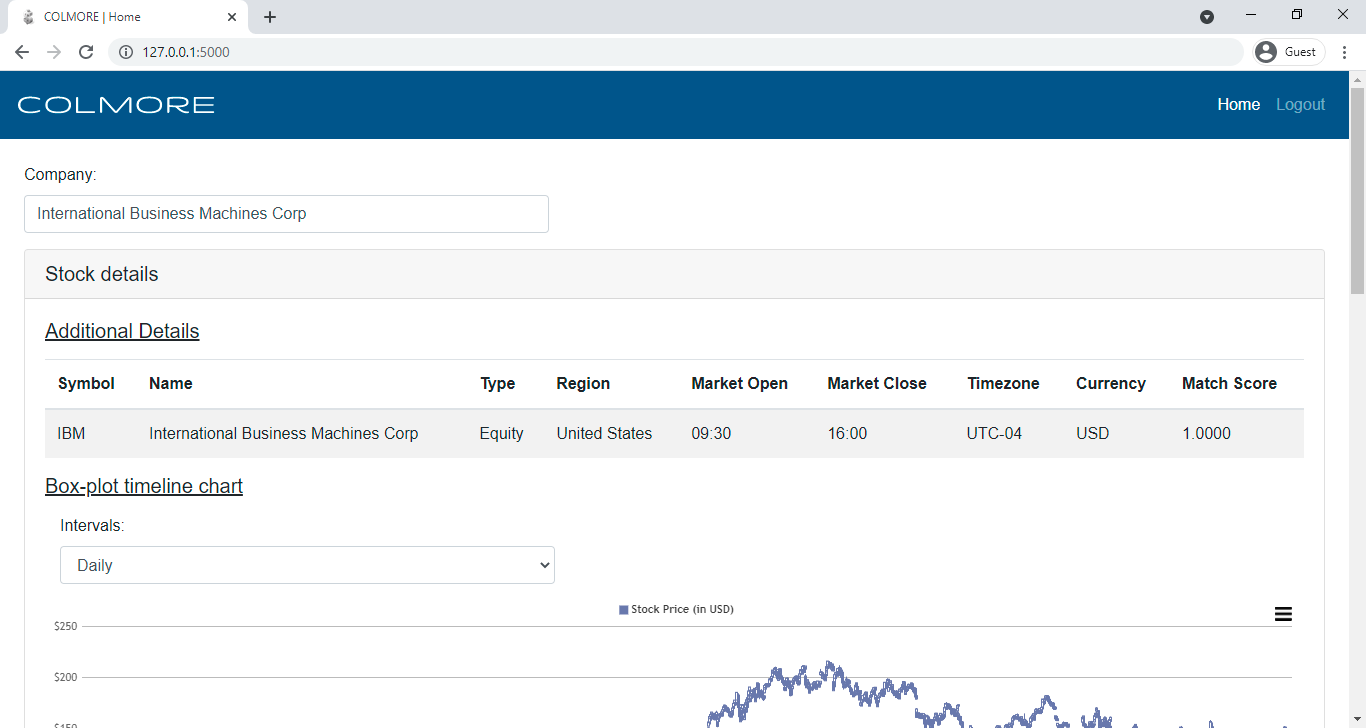 COLMORE | Home
127.0.0.1:5000
Guest
COLMORE
Home Logout
Company:
International Business Machines Corp
Stock details
Additional Details
Symbol Name Type Region Market Open Market Close Timezone Currency Match Score
IBM International Business Machines Corp Equity United States 09:30 16:00 UTC-04 USD 1.0000
Box-plot timeline chart
Intervals:
Daily
Stock Price (in USD)
$250
$200
$150